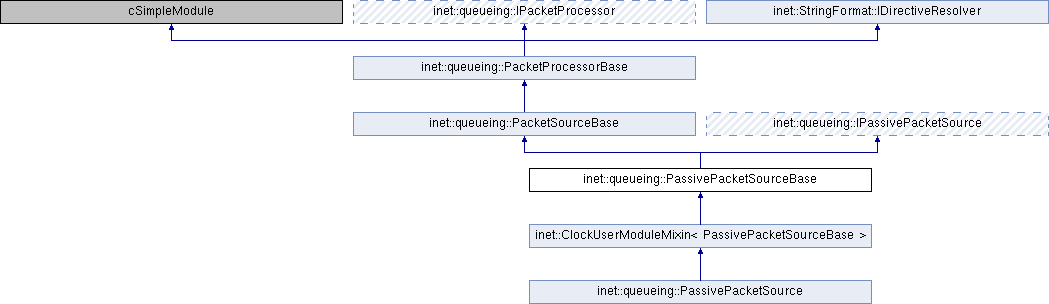 cSimpleModule
inet::queueing::IPacketProcessor
inet::StringFormat::IDirectiveResolver
inet::queueing::PacketProcessorBase
inet::queueing::PacketSourceBase
inet::queueing::IPassivePacketSource
inet::queueing::PassivePacketSourceBase
inet::ClockUserModuleMixin< PassivePacketSourceBase >
inet::queueing::PassivePacketSource